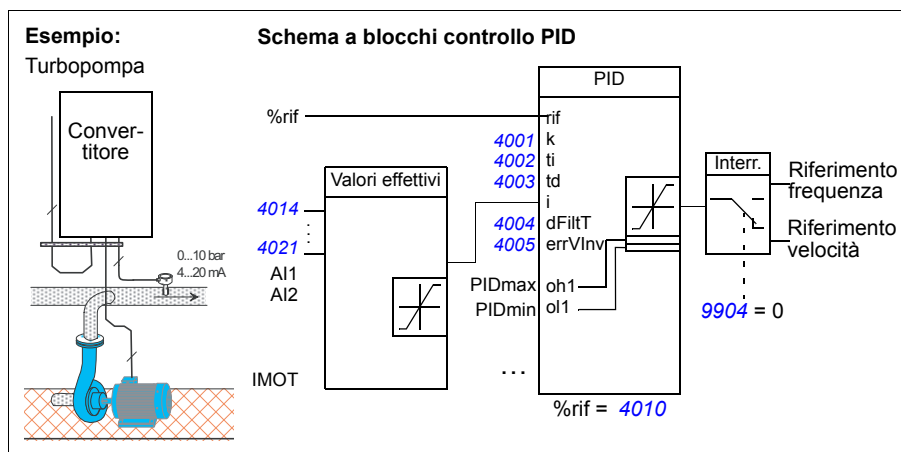 Esempio:
Turbopompa
Conver-
titore
0...10 bar
4...20 mA
Schema a blocchi controllo PID
PID
%rif
rif
4001 k
4002 ti
4003 td
i
4004 dFiltT
4005 errVInv
PIDmax oh1
PIDmin ol1
...
%rif = 4010
Valori effettivi
4014
4021
AI1
AI2
IMOT
Interr.
Riferimento
frequenza
Riferimento
velocità
9904 = 0